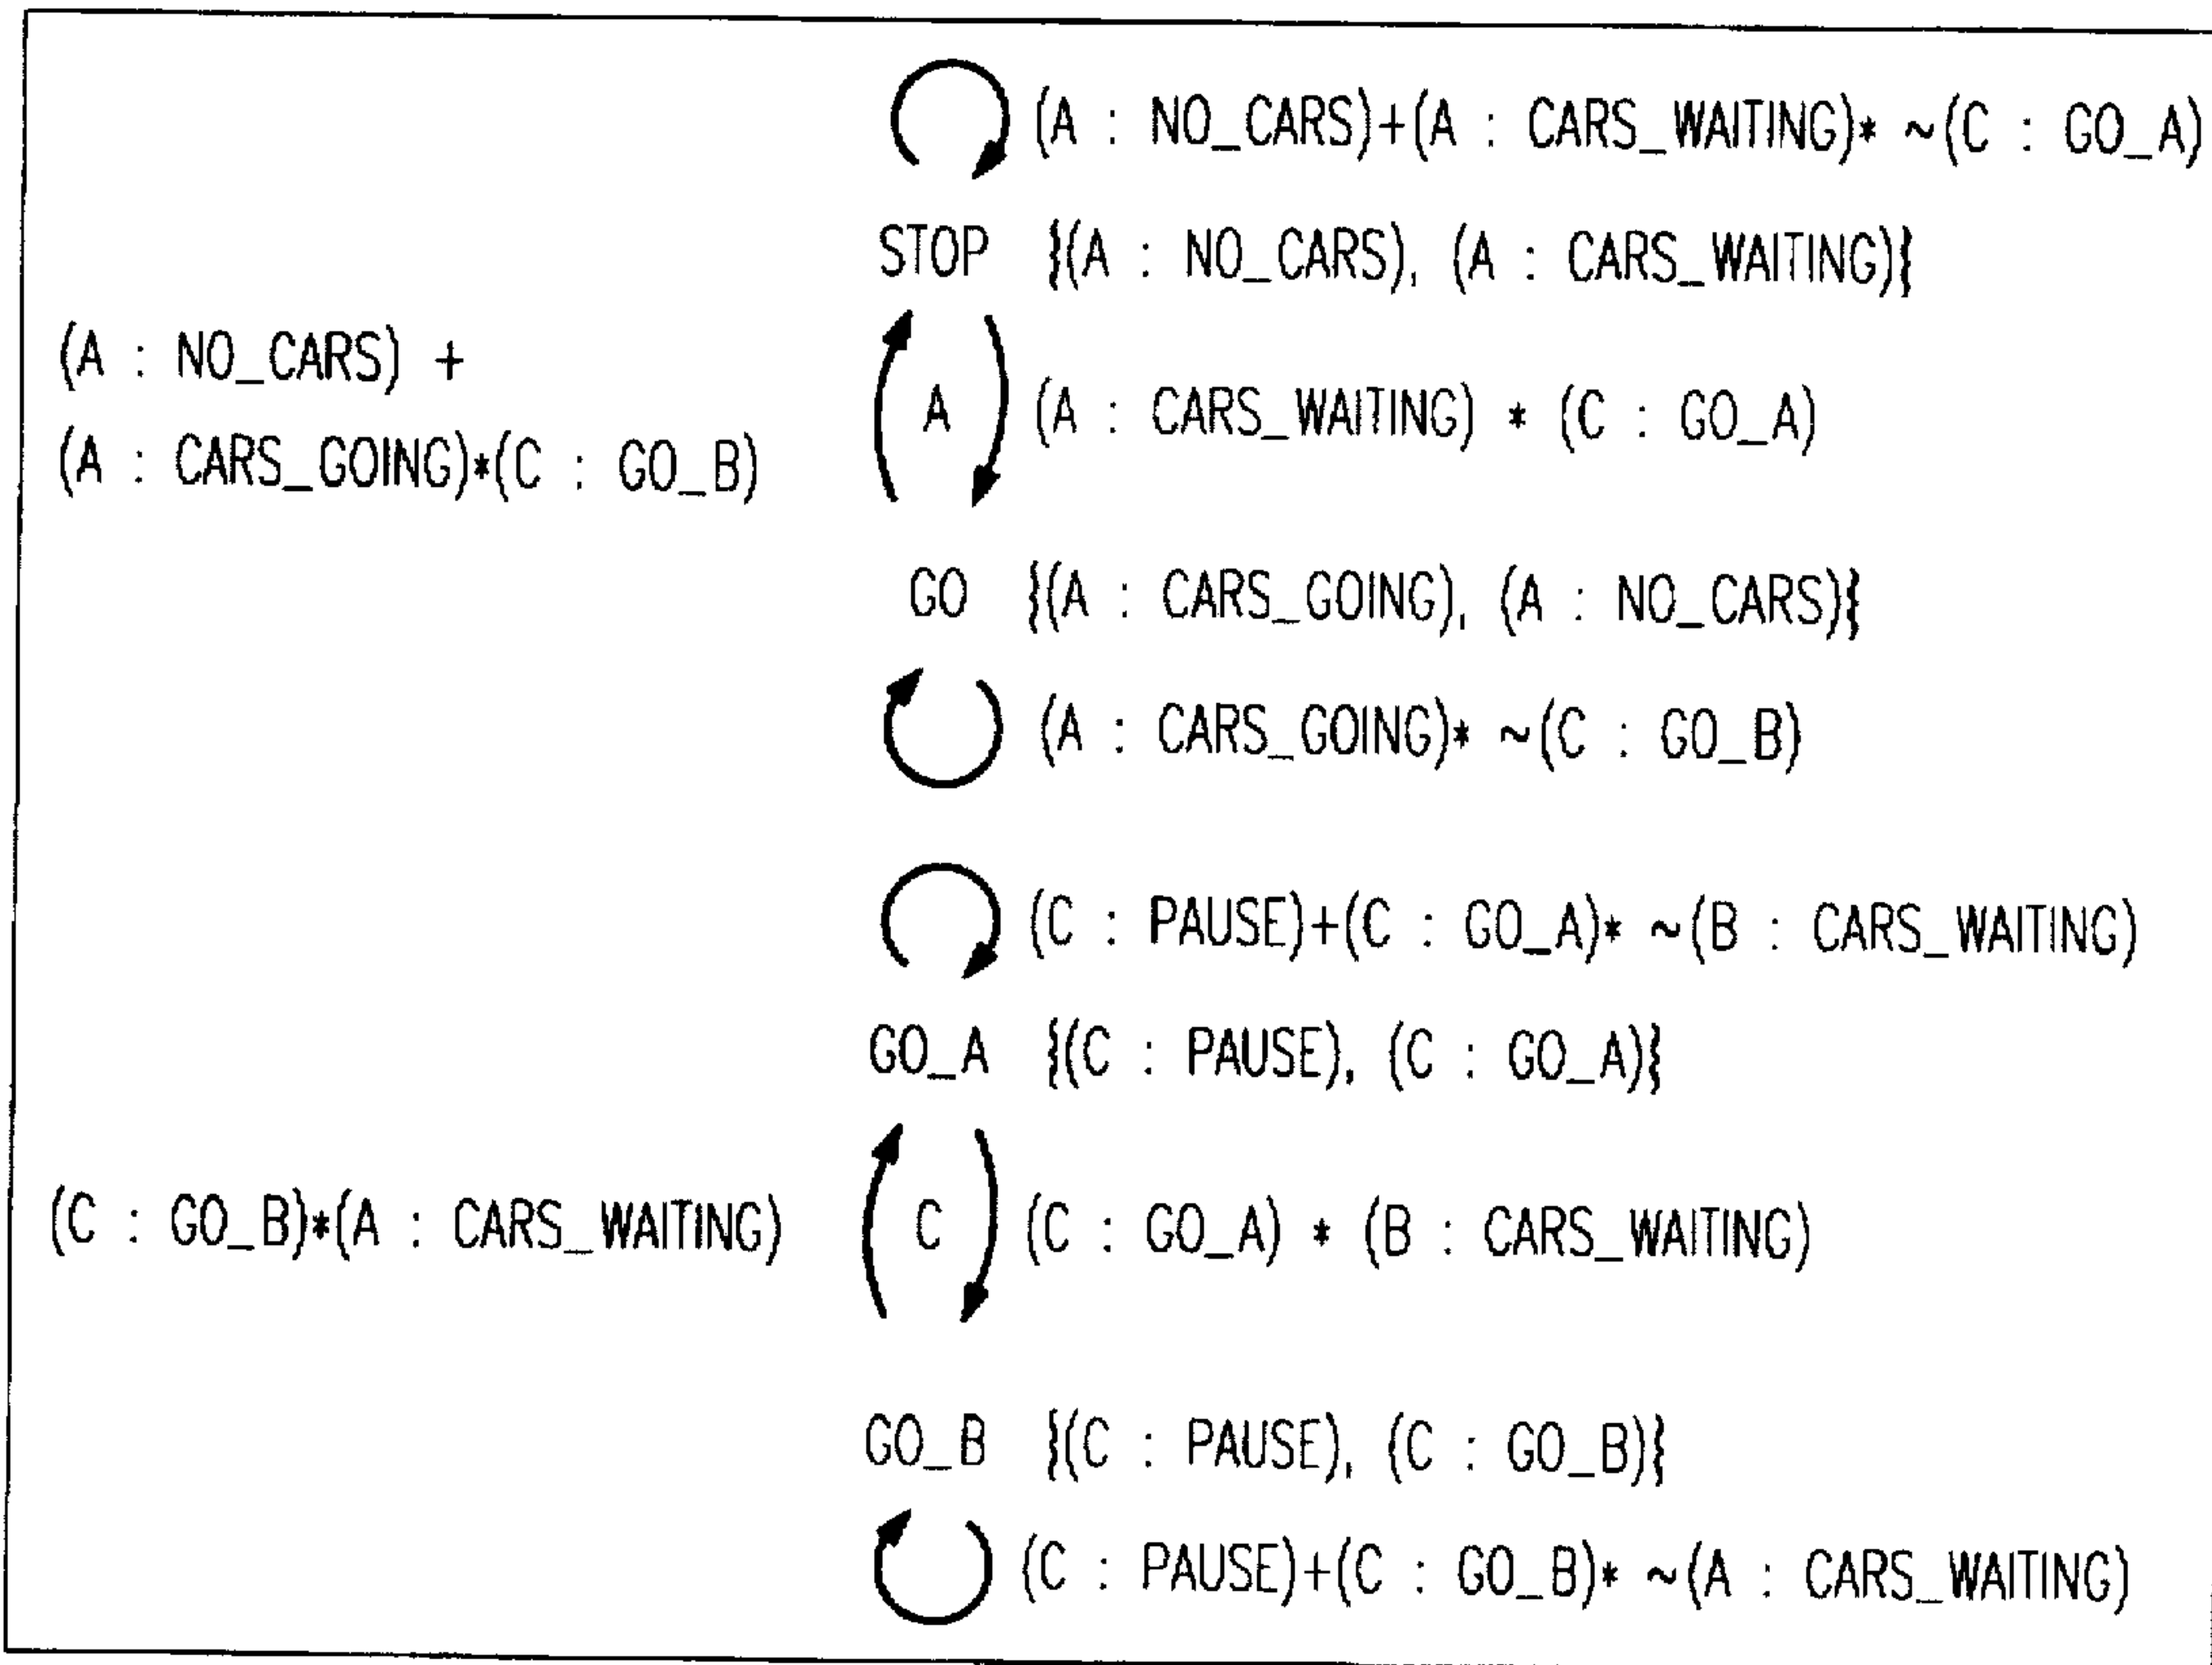 (A : NO_CARS)+(A : CARS_WAITING)* ~(C : GO_A)
STOP {(A : NO_CARS), (A : CARS_WAITING)}
(A : NO_CARS) +
(A : CARS_GOING)*(C : GO_B)
A (A : CARS_WAITING) * (C : GO_A)
GO {(A : CARS_GOING), (A : NO_CARS)}
(A : CARS_GOING)* ~(C : GO_B)
(C : PAUSE)+(C : GO_A)* ~(B : CARS_WAITING)
GO_A {(C : PAUSE), (C : GO_A)}
(C : GO_B)*(A : CARS_WAITING) C (C : GO_A) * (B : CARS_WAITING)
GO_B {(C : PAUSE), (C : GO_B)}
(C : PAUSE)+(C : GO_B)* ~(A : CARS_WAITING)